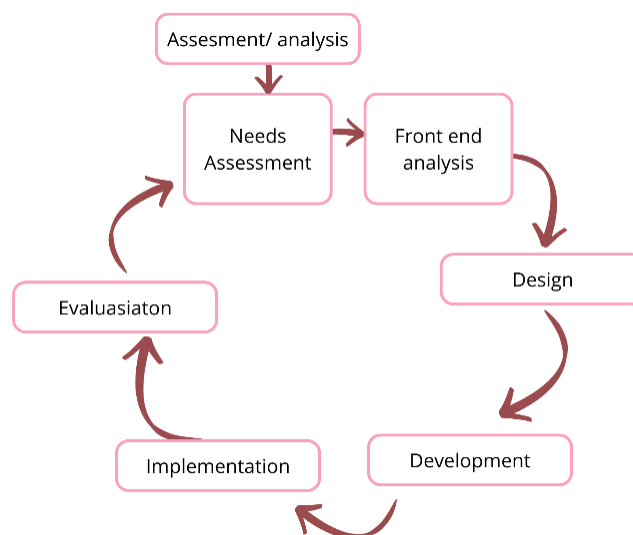 Assesment/ analysis
Needs
Assessment
Front end
analysis
Design
Development
Implementation
Evaluasiaton